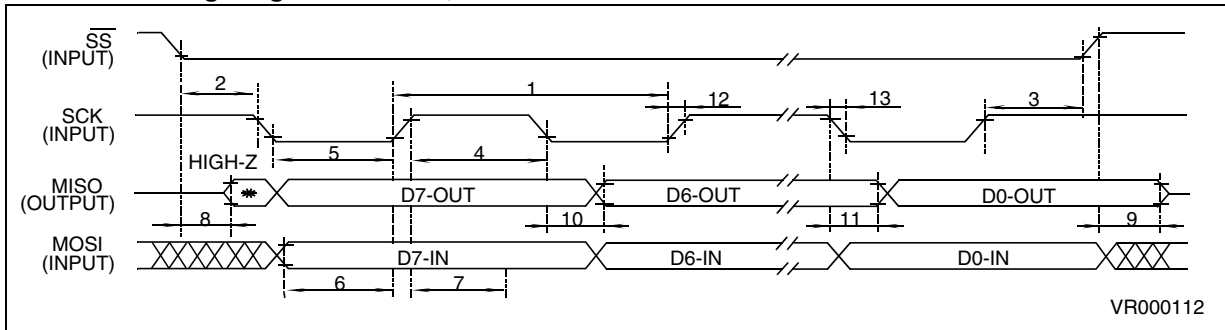 SS
(INPUT)
2
1
12
13
3
SCK
(INPUT)
HIGH-Z
5
4
MISO
(OUTPUT)
*
D7-OUT
D6-OUT
D0-OUT
8
10
11
9
MOSI
(INPUT)
D7-IN
D6-IN
D0-IN
6
7
VR000112